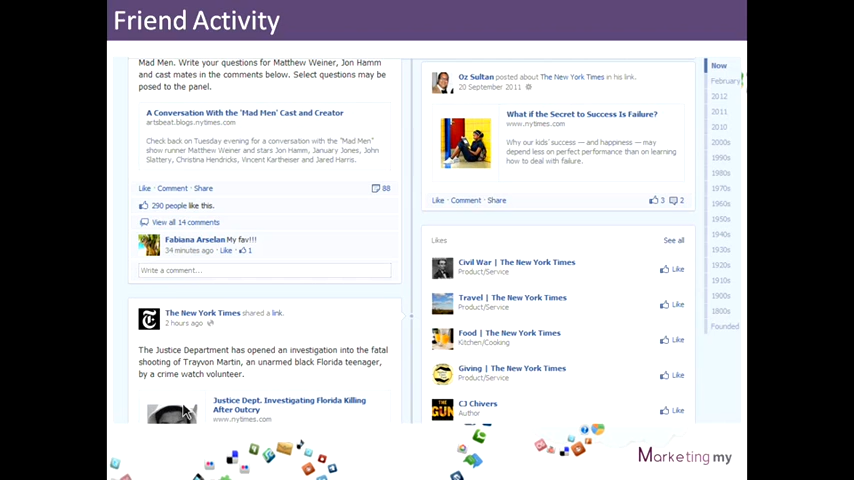 Friend Activity
Mad Men. Write your questions for Matthew Weiner, Jon Hamm
and cast mates in the comments below. Select questions may be
posed to the panel.
A Conversation With the 'Mad Men' Cast and Creator
artsbeat.blogs.nytimes.com
Check back on Tuesday evening for a conversation with the "Mad Men"
show runner Matthew Weiner and stars Jon Hamm, January Jones, John
Slattery, Christina Hendricks, Vincent Kartheiser and Jared Harris.
Like · Comment · Share
88
290 people like this.
View all 14 comments
Fabiana Arselan My fav!!!
34 minutes ago · Like · 1
Write a comment...
The New York Times shared a link.
2 hours ago
The Justice Department has opened an investigation into the fatal
shooting of Trayvon Martin, an unarmed black Florida teenager,
by a crime watch volunteer.
Justice Dept. Investigating Florida Killing
After Outcry
www.nytimes.com
Oz Sultan posted about The New York Times in his link.
20 September 2011
What if the Secret to Success Is Failure?
www.nytimes.com
Why our kids' success — and happiness — may
depend less on perfect performance than on learning
how to deal with failure.
Like · Comment · Share
3 2
Likes
See all
Civil War | The New York Times
Product/Service
Like
Travel | The New York Times
Product/Service
Like
Food | The New York Times
Kitchen/Cooking
Like
Giving | The New York Times
Product/Service
Like
THE
GUN
CJ Chivers
Author
Like
Now
February
2012
2011
2010
2000s
1990s
1980s
1970s
1960s
1950s
1940s
1930s
1920s
1910s
1900s
1800s
Founded
Marketing my